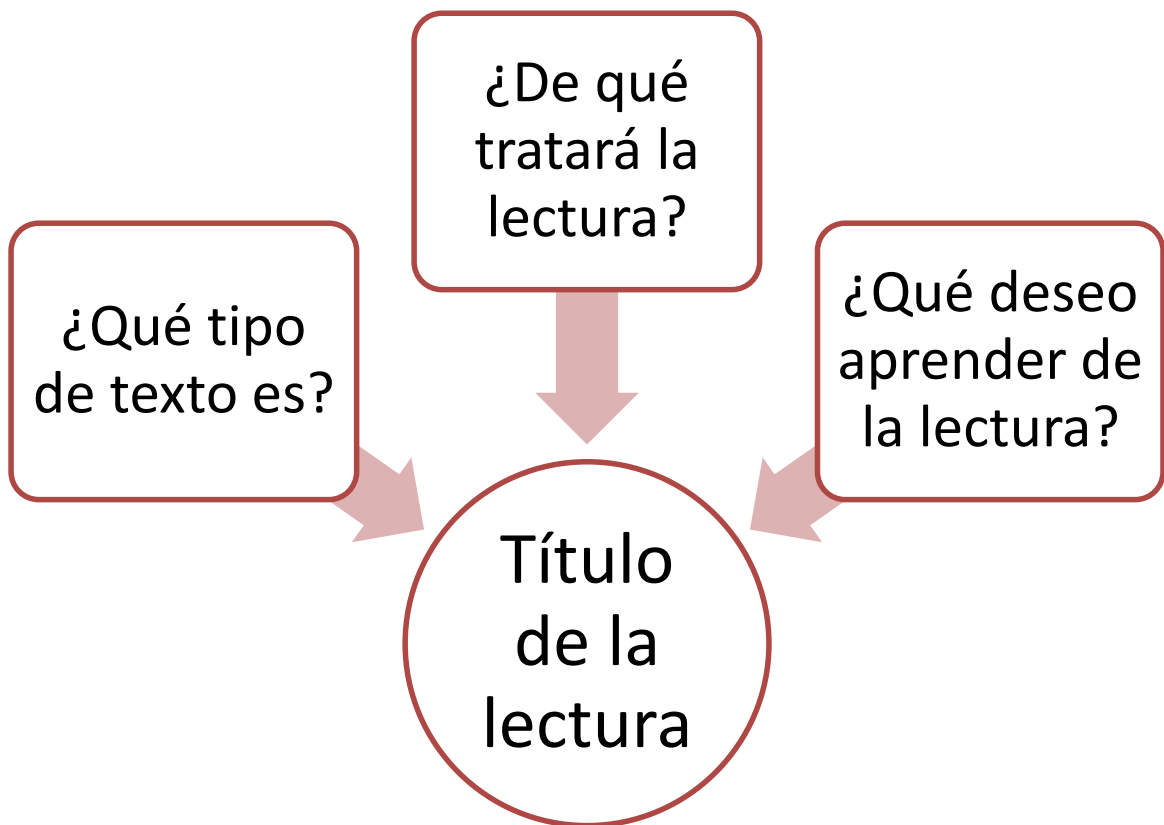 ¿De qué
tratará la
lectura?
¿Qué tipo
de texto es?
¿Qué deseo
aprender de
la lectura?
Título
de la
lectura